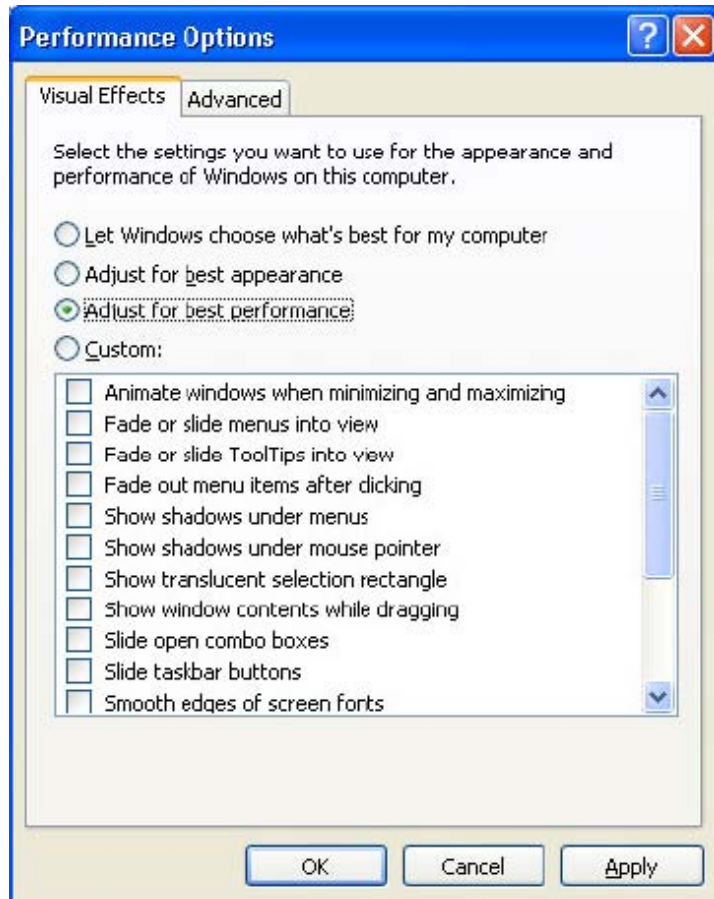 Performance Options
Visual Effects
Advanced
Select the settings you want to use for the appearance and
performance of Windows on this computer.
Let Windows choose what's best for my computer
Adjust for best appearance
Adjust for best performance
Custom:
Animate windows when minimizing and maximizing
Fade or slide menus into view
Fade or slide ToolTips into view
Fade out menu items after clicking
Show shadows under menus
Show shadows under mouse pointer
Show translucent selection rectangle
Show window contents while dragging
Slide open combo boxes
Slide taskbar buttons
Smooth edges of screen fonts
OK
Cancel
Apply